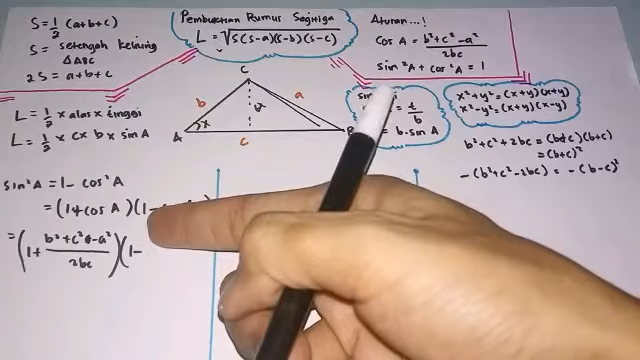 S = 1/2 (a+b+c)
S = setengah keliling ΔABC
2S = a+b+c
Pembuktian Rumus Segitiga
L = √S(S-a)(S-b)(S-c)
Aturan...!
cos A = b²+c²-a² / 2bc
sin²A + cos²A = 1
L = 1/2 x alas x tinggi
L = 1/2 x c x b x sin A
C
b
a
A
c
B
sin
= t/b
= b.sin A
x²+y² = (x+y)(x+y)
x²-y² = (x+y)(x-y)
b²+c²+2bc = (b+c)(b+c)
= (b+c)²
-(b²+c²-2bc) = -(b-c)²
sin²A = 1- cos²A
= (1+cos A)(1-
= (1+ b²+c²-a² / 2bc)(1-